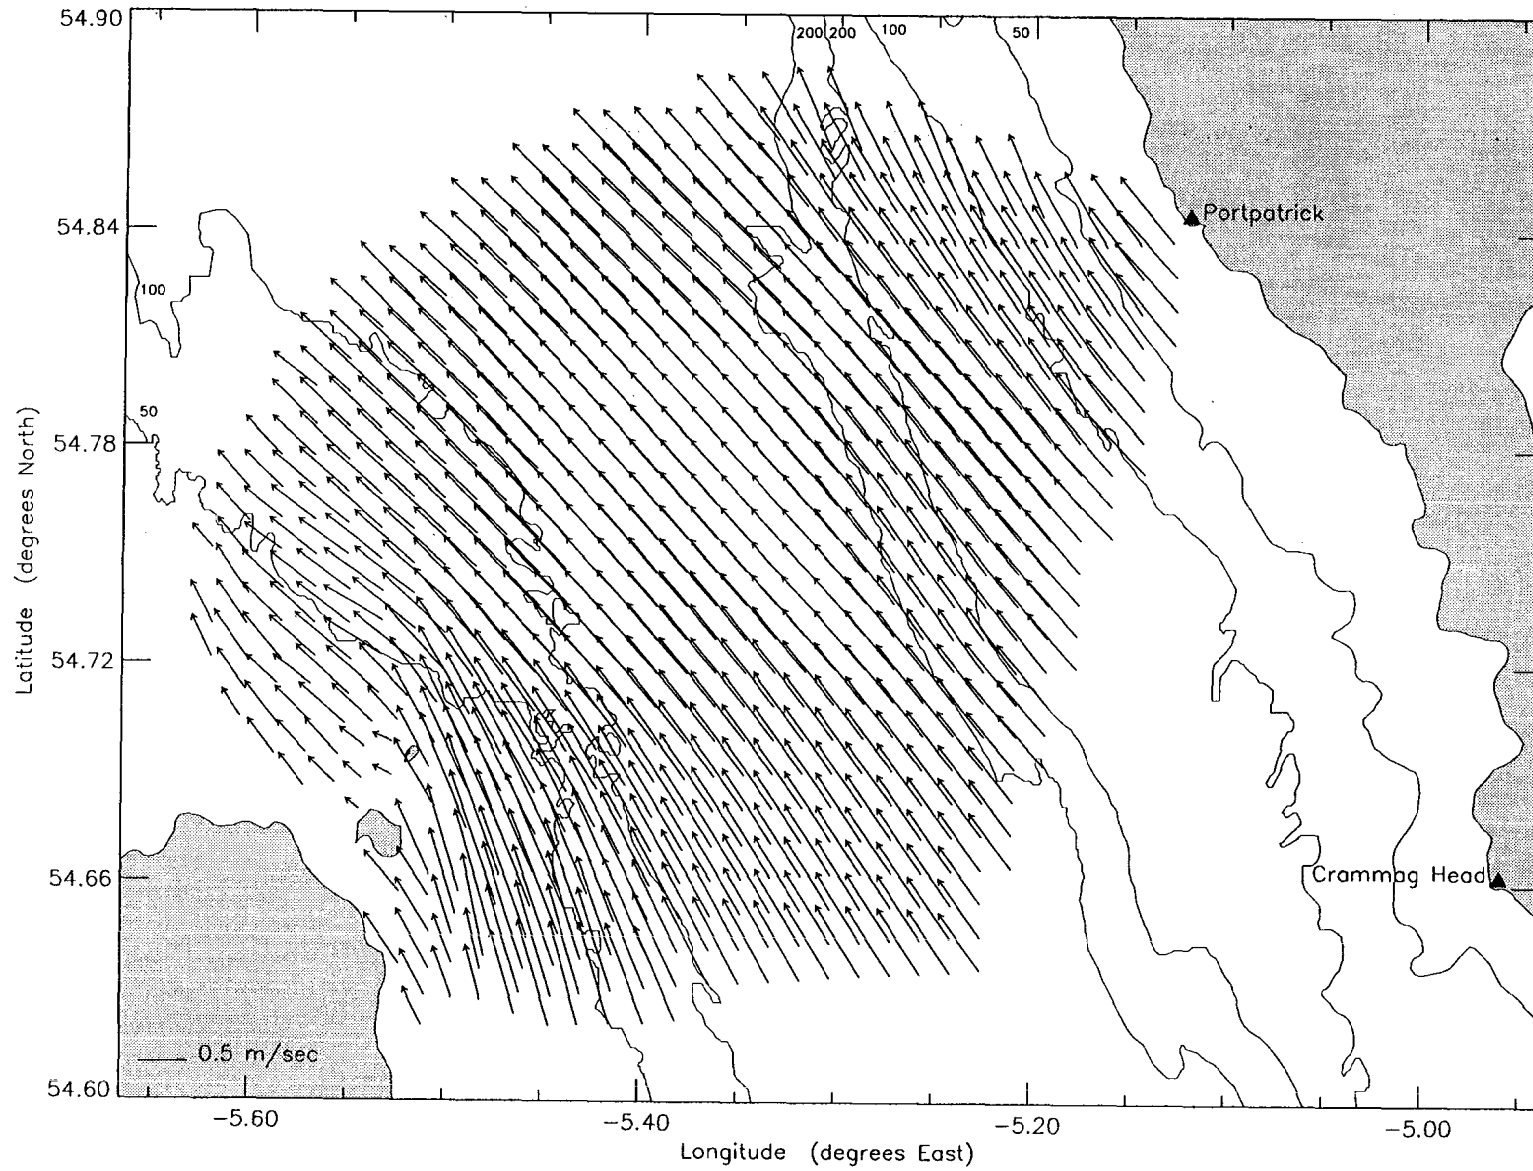 54.90
200 200 100 50
Portpatrick
54.84
100
50
54.78
Latitude (degrees North)
54.72
54.66
Crammag Head
0.5 m/sec
54.60
−5.60 −5.40 −5.20 −5.00
Longitude (degrees East)